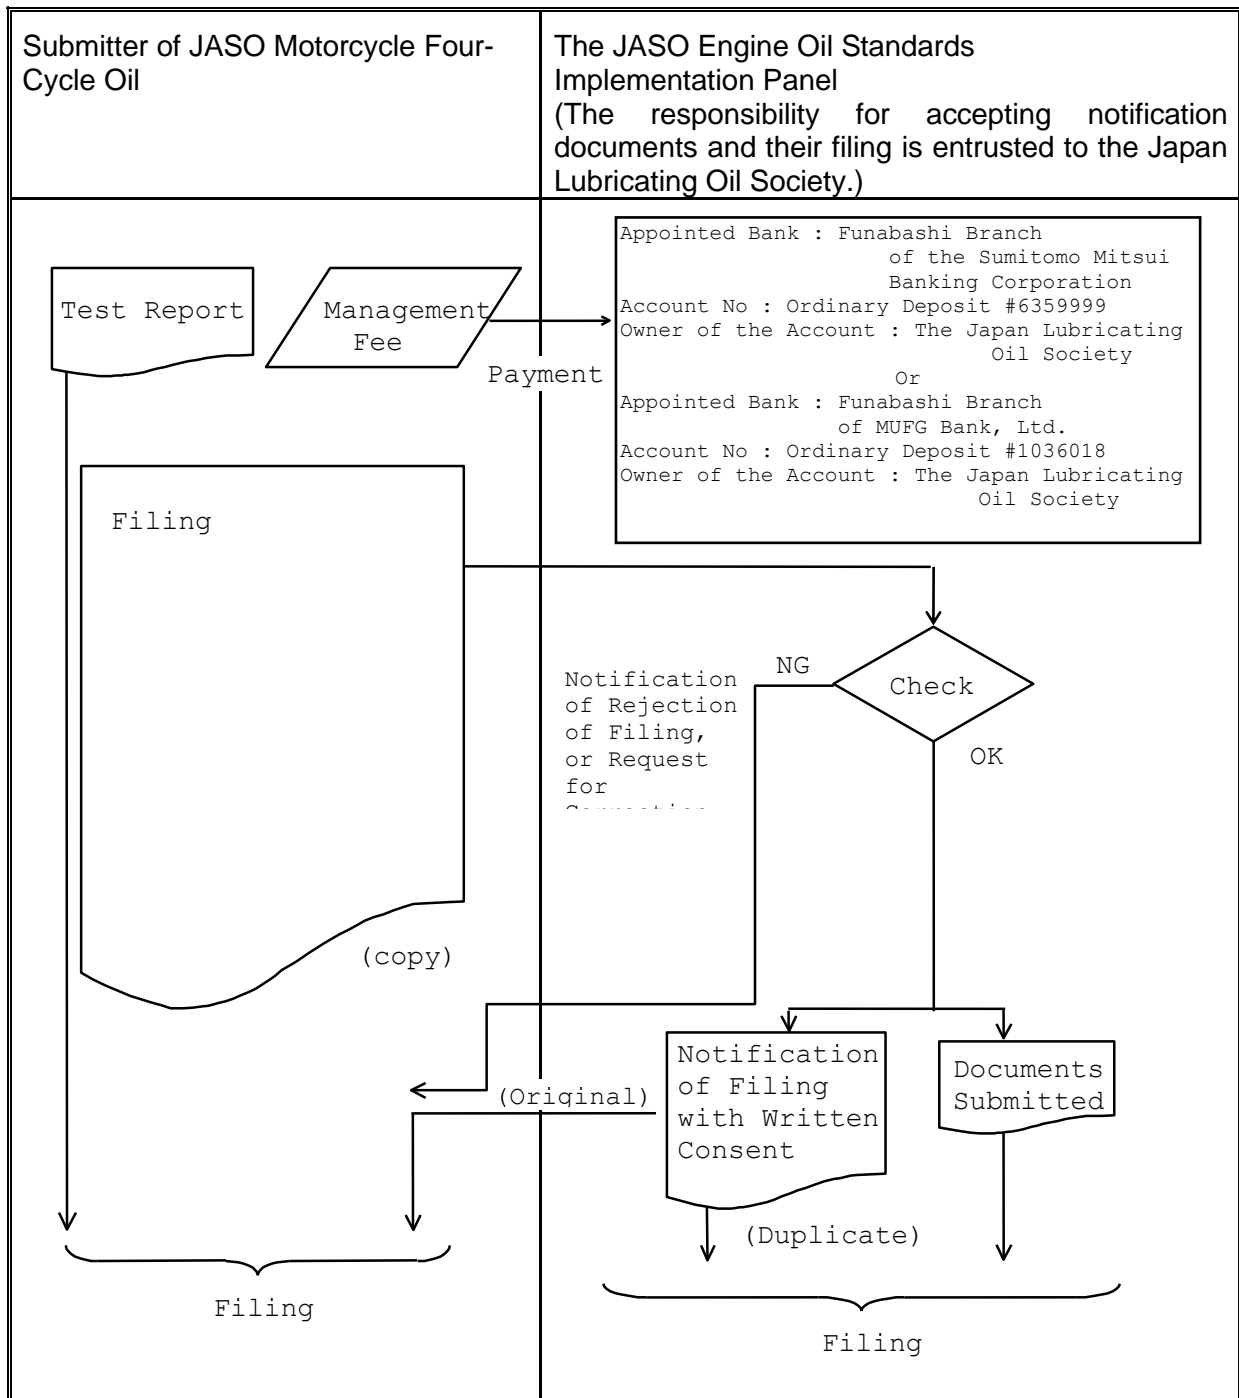 Submitter of JASO Motorcycle Four-
Cycle Oil
The JASO Engine Oil Standards
Implementation Panel
(The responsibility for accepting notification
documents and their filing is entrusted to the Japan
Lubricating Oil Society.)
Test Report
Management
Fee
Payment
Appointed Bank : Funabashi Branch
of the Sumitomo Mitsui
Banking Corporation
Account No : Ordinary Deposit #6359999
Owner of the Account : The Japan Lubricating
Oil Society
Or
Appointed Bank : Funabashi Branch
of MUFG Bank, Ltd.
Account No : Ordinary Deposit #1036018
Owner of the Account : The Japan Lubricating
Oil Society
Filing
(copy)
Notification
of Rejection
of Filing,
or Request
for
NG
Check
OK
(Original)
Notification
of Filing
with Written
Consent
Documents
Submitted
(Duplicate)
Filing
Filing